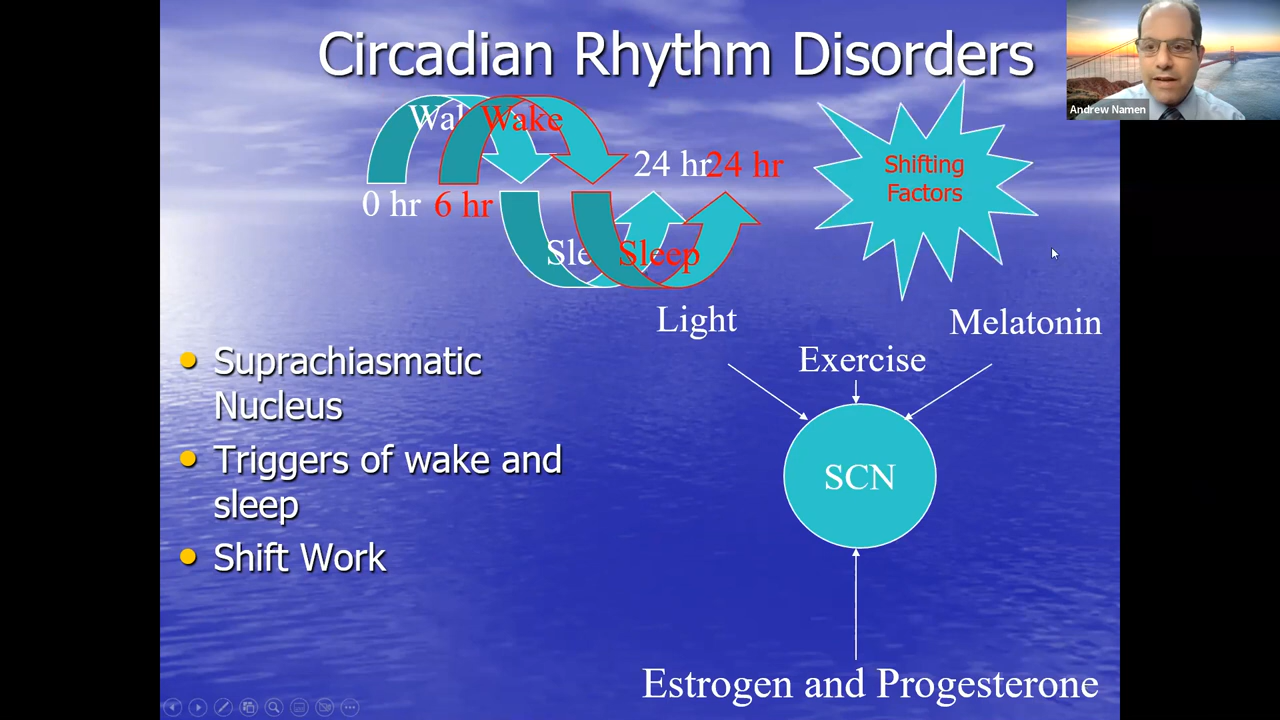 Circadian Rhythm Disorders
Andrew Namen
Wake
24 hr
24 hr
0 hr
6 hr
Sleep
Shifting
Factors
Light
Melatonin
Exercise
SCN
Estrogen and Progesterone
Suprachiasmatic
Nucleus
Triggers of wake and
sleep
Shift Work